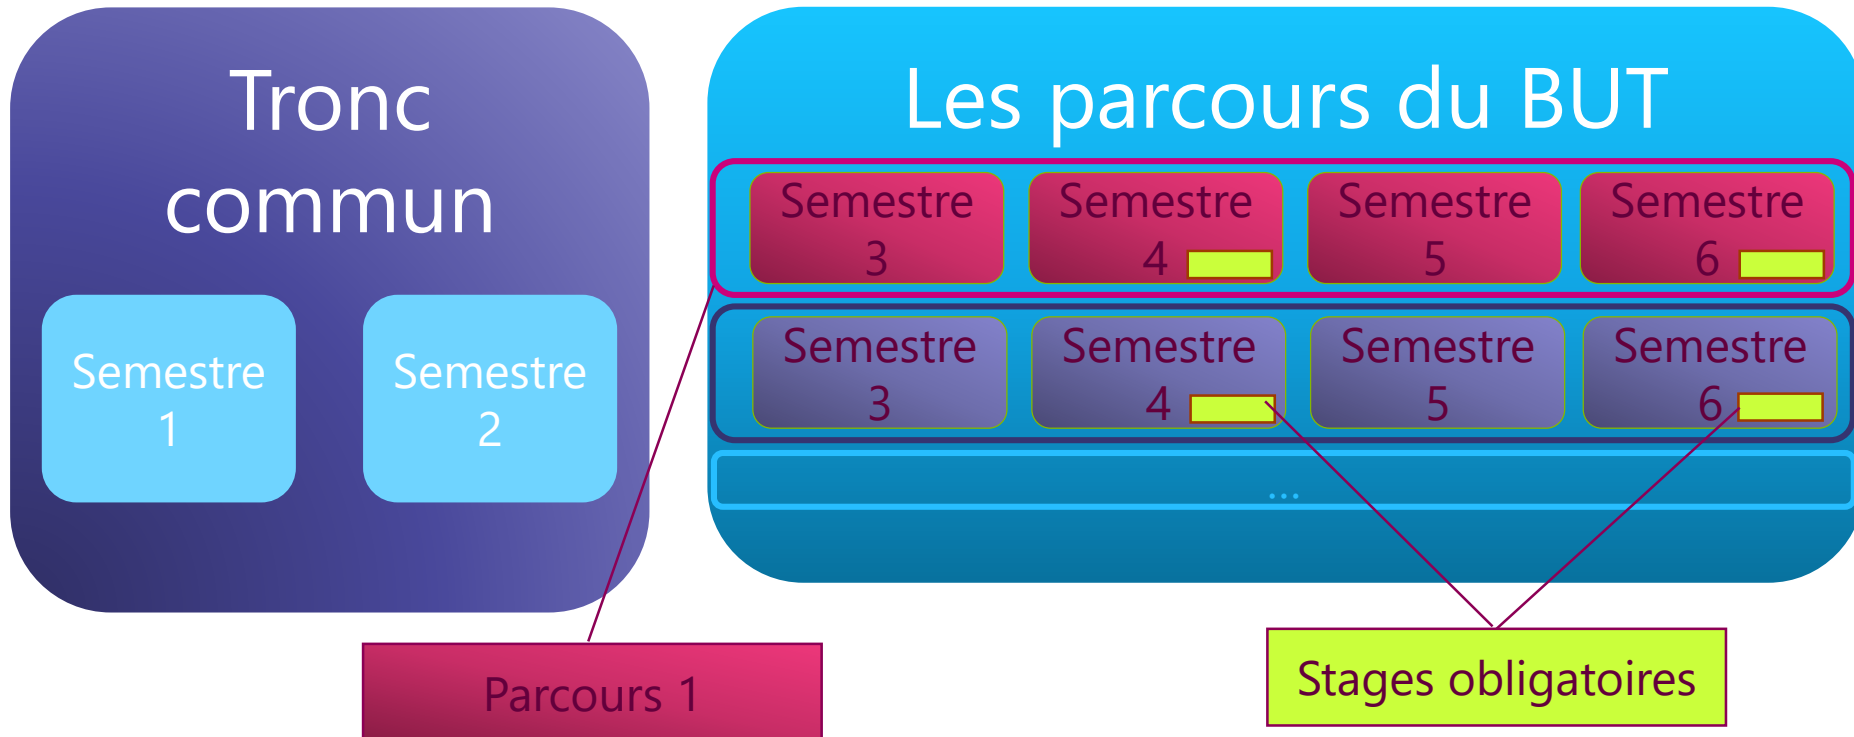 Tronc
commun
Semestre
1
Semestre
2
Les parcours du BUT
Semestre
3
Semestre
4
Semestre
5
Semestre
6
Semestre
3
Semestre
4
Semestre
5
Semestre
6
...
Parcours 1
Stages obligatoires